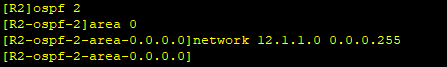 [R2]ospf 2
[R2-ospf-2]area 0
[R2-ospf-2-area-0.0.0.0]network 12.1.1.0 0.0.0.255
[R2-ospf-2-area-0.0.0.0]